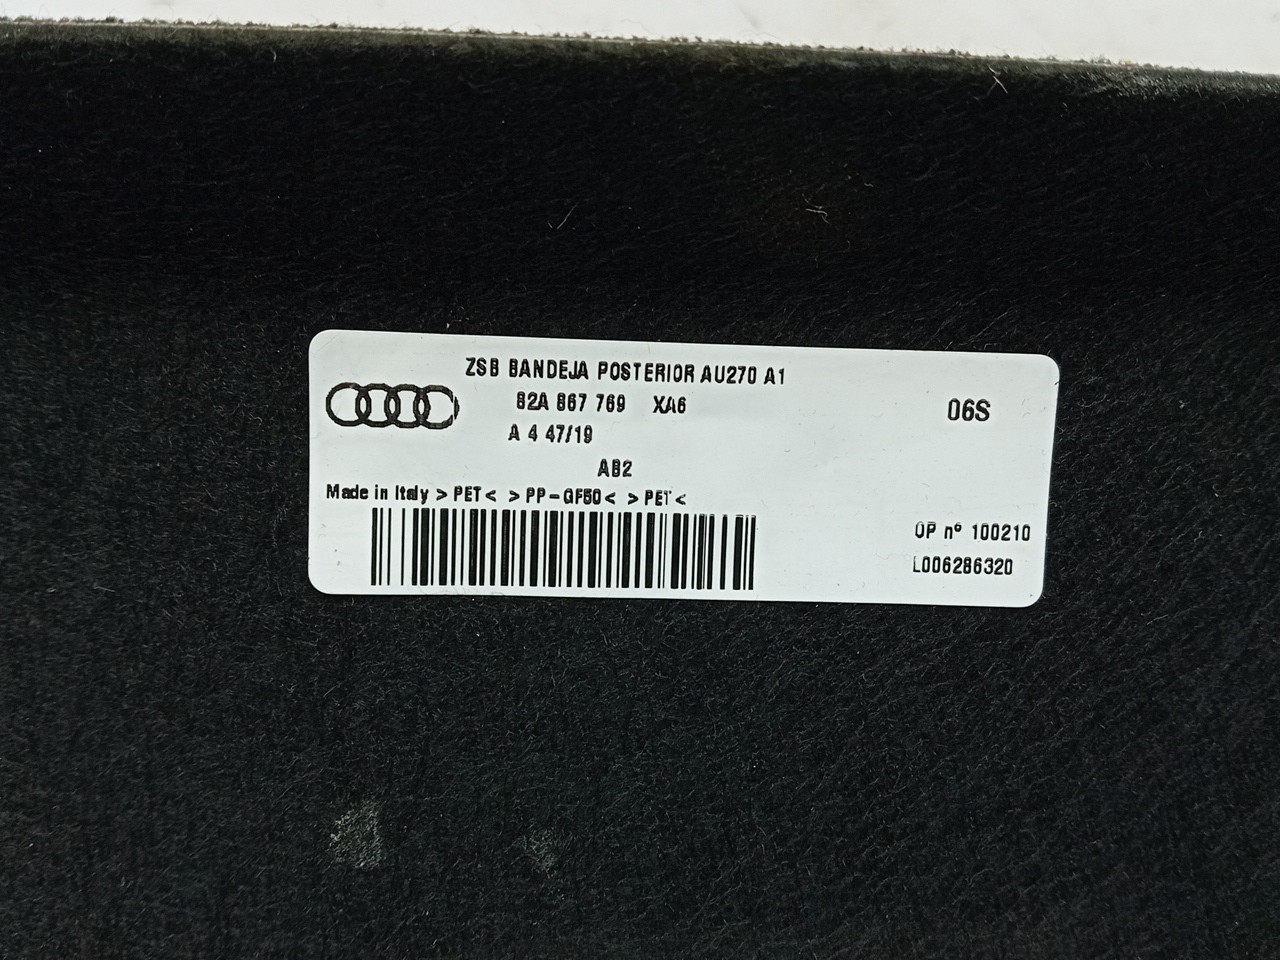 ZSB BANDEJA POSTERIOR AU270 A1
82A 867 769 XA6
06S
A 4 47/19
AB2
Made in Italy >PET< >PP-GF50< >PET<
OP nº 100210
L006286320